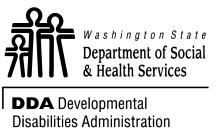 Washington State
Department of Social
& Health Services
DDA Developmental
Disabilities Administration